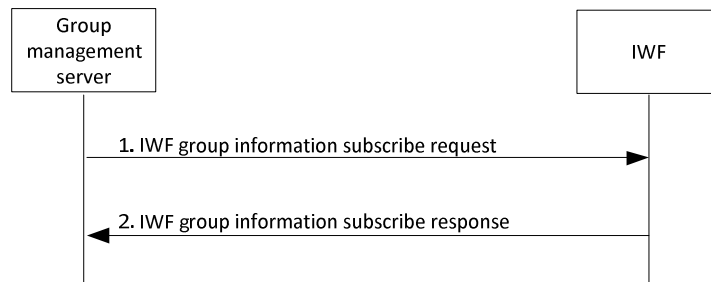 Group
management
server
IWF
1. IWF group information subscribe request
2. IWF group information subscribe response